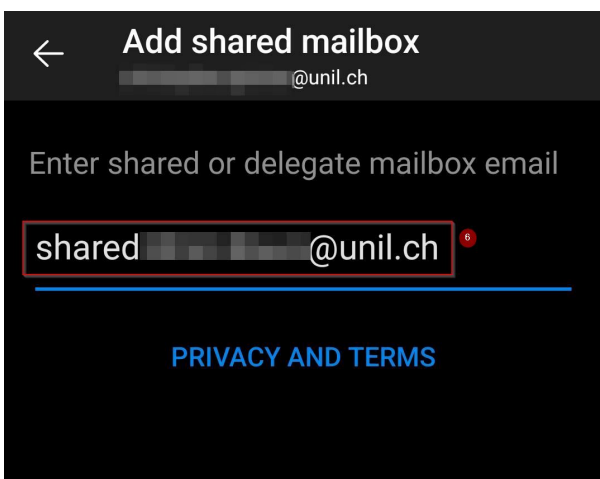 Add shared mailbox
@unil.ch
Enter shared or delegate mailbox email
shared @unil.ch
6
PRIVACY AND TERMS